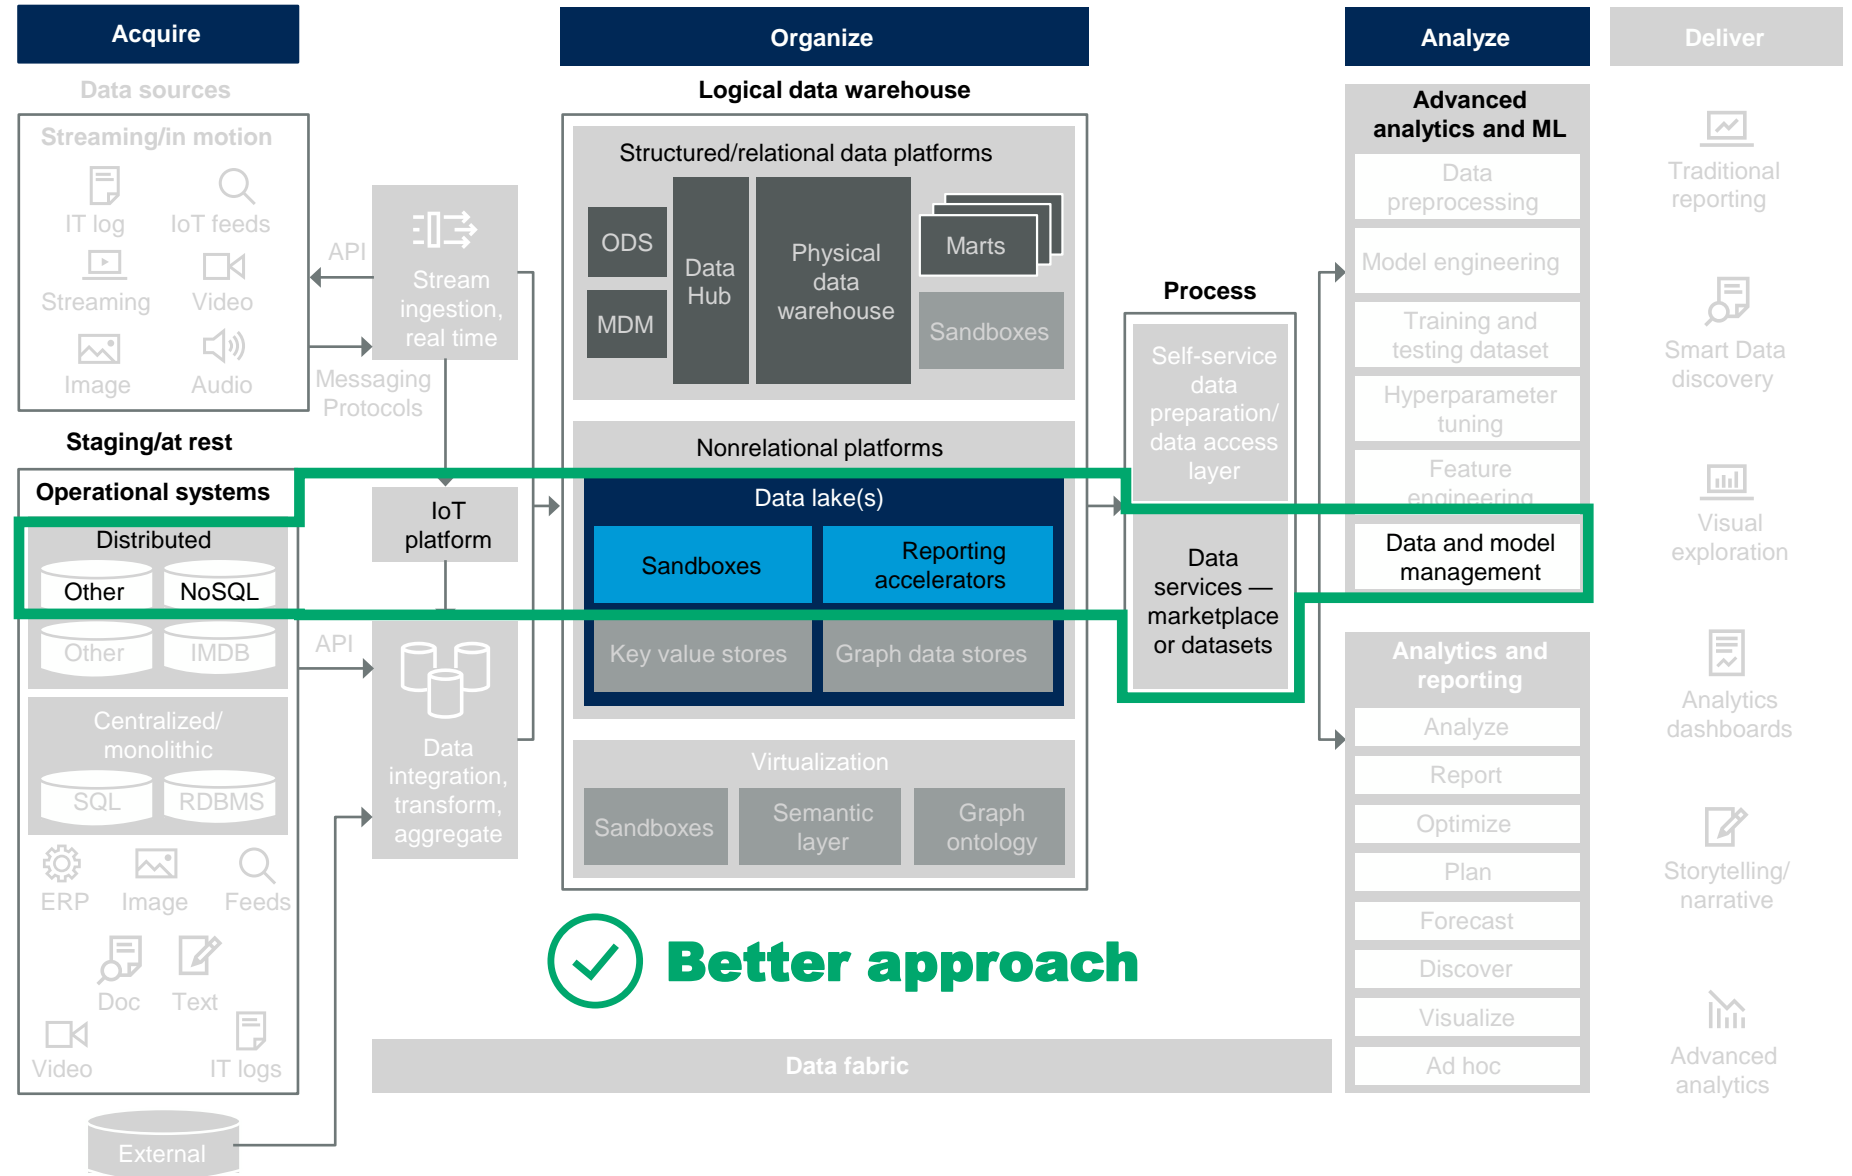 Acquire
Organize
Analyze
Deliver
Data sources
Streaming/in motion
IT log
IoT feeds
Streaming
Video
Image
Audio
API
Messaging
Protocols
Stream
ingestion,
real time
Staging/at rest
Operational systems
Distributed
Other
NoSQL
Other
IMDB
Centralized/
monolithic
SQL
RDBMS
ERP
Image
Feeds
Doc
Text
Video
IT logs
External
IoT
platform
API
Data
integration,
transform,
aggregate
Logical data warehouse
Structured/relational data platforms
ODS
MDM
Data
Hub
Physical
data
warehouse
Marts
Sandboxes
Nonrelational platforms
Data lake(s)
Sandboxes
Reporting
accelerators
Key value stores
Graph data stores
Virtualization
Sandboxes
Semantic
layer
Graph
ontology
Better approach
Data fabric
Process
Self-service
data
preparation/
data access
layer
Data
services —
marketplace
or datasets
Advanced
analytics and ML
Data
preprocessing
Model engineering
Training and
testing dataset
Hyperparameter
tuning
Feature
engineering
Data and model
management
Analytics and
reporting
Analyze
Report
Optimize
Plan
Forecast
Discover
Visualize
Ad hoc
Traditional
reporting
Smart Data
discovery
Visual
exploration
Analytics
dashboards
Storytelling/
narrative
Advanced
analytics